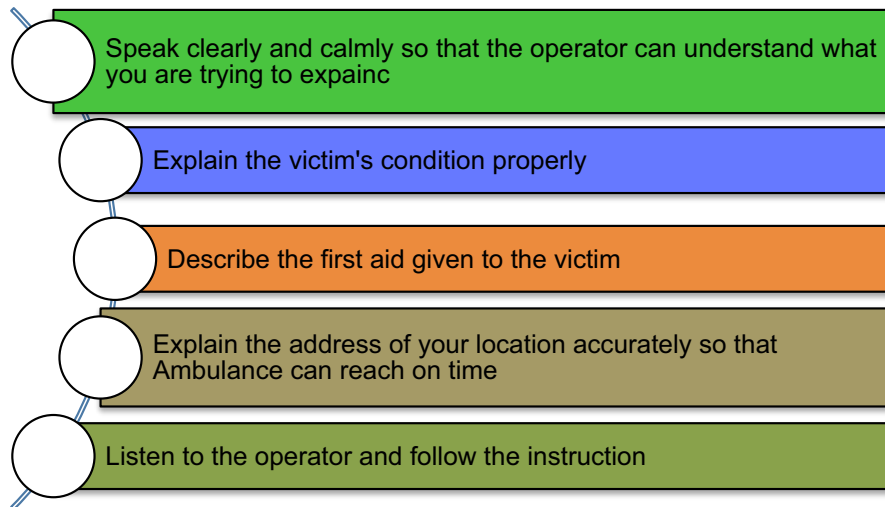 Speak clearly and calmly so that the operator can understand what
you are trying to expainc
Explain the victim's condition properly
Describe the first aid given to the victim
Explain the address of your location accurately so that
Ambulance can reach on time
Listen to the operator and follow the instruction